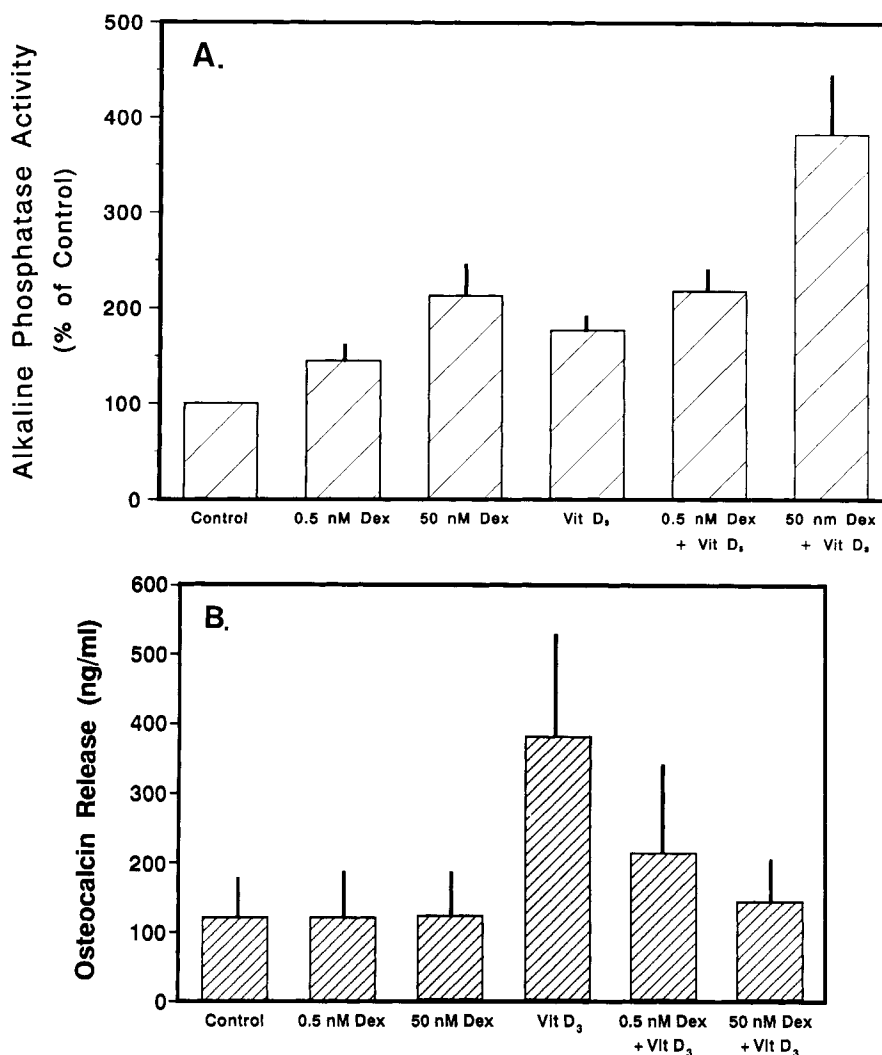 A.
Alkaline Phosphatase Activity
(% of Control)
500
400
300
200
100
0
Control 0.5 nM Dex 50 nM Dex Vit D₃ 0.5 nM Dex 50 nm Dex
+ Vit D₃ + Vit D₃
B.
Osteocalcin Release (ng/ml)
600
500
400
300
200
100
0
Control 0.5 nM Dex 50 nM Dex Vit D₃ 0.5 nM Dex 50 nM Dex
+ Vit D₃ + Vit D₃